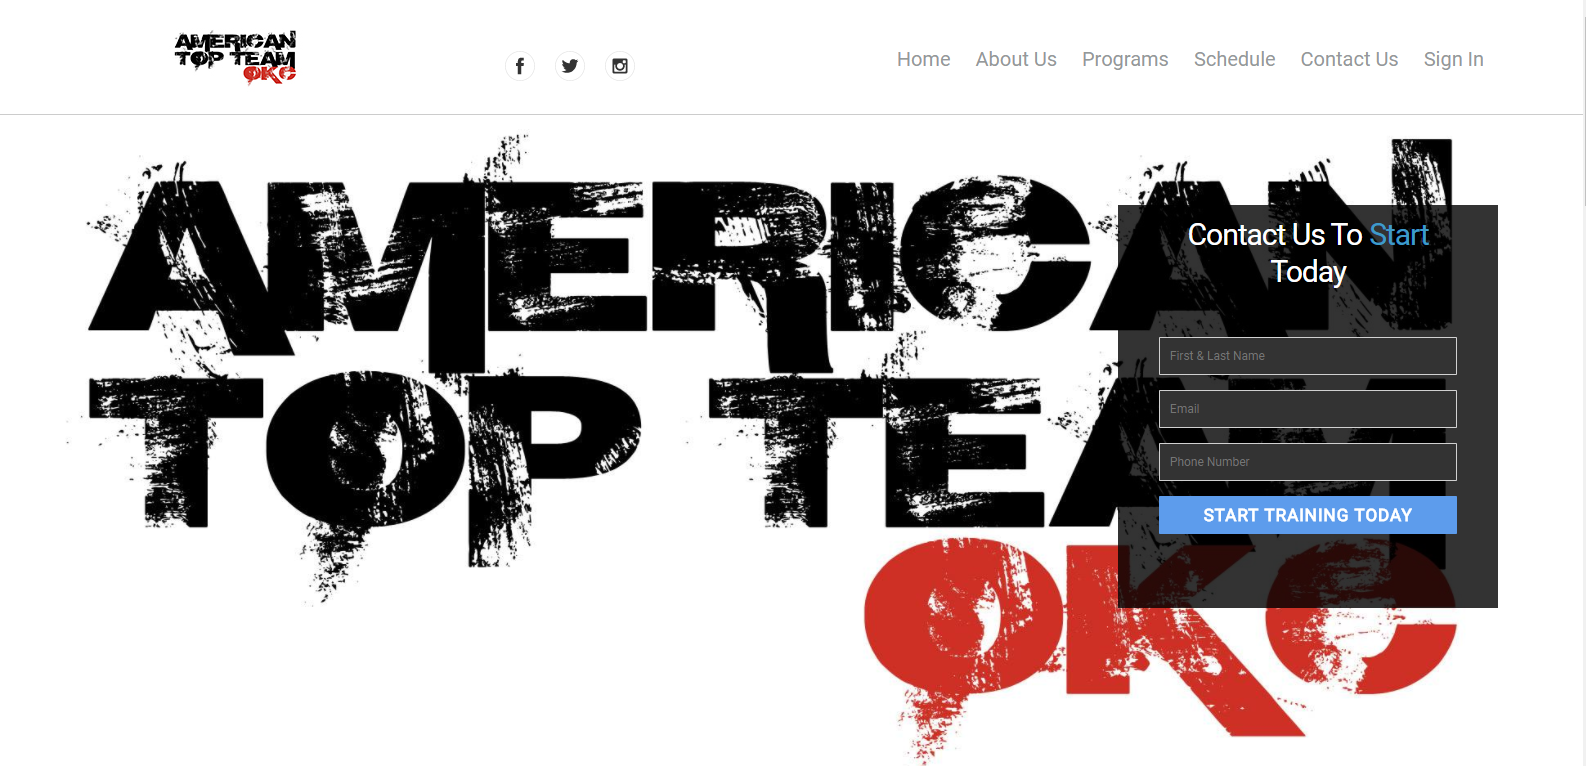 AMERICAN
TOP TEAM
OKC
Home About Us Programs Schedule Contact Us Sign In
AMERICAN
TOP TEAM
OKC
Contact Us To Start
Today
First & Last Name
Email
Phone Number
START TRAINING TODAY